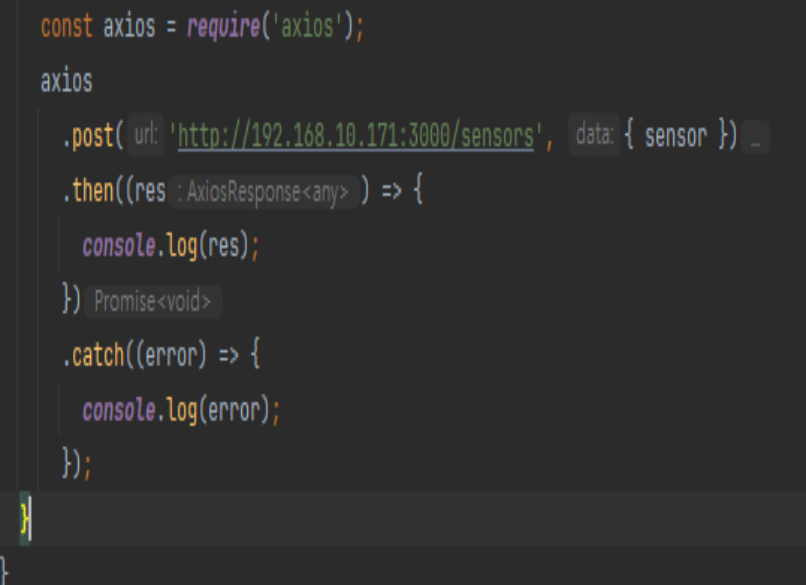 const axios = require('axios');
axios
.post( url: 'http://192.168.10.171:3000/sensors', data: { sensor }) …
.then((res : AxiosResponse<any> ) => {
console.log(res);
}) Promise<void>
.catch((error) => {
console.log(error);
});
}
}